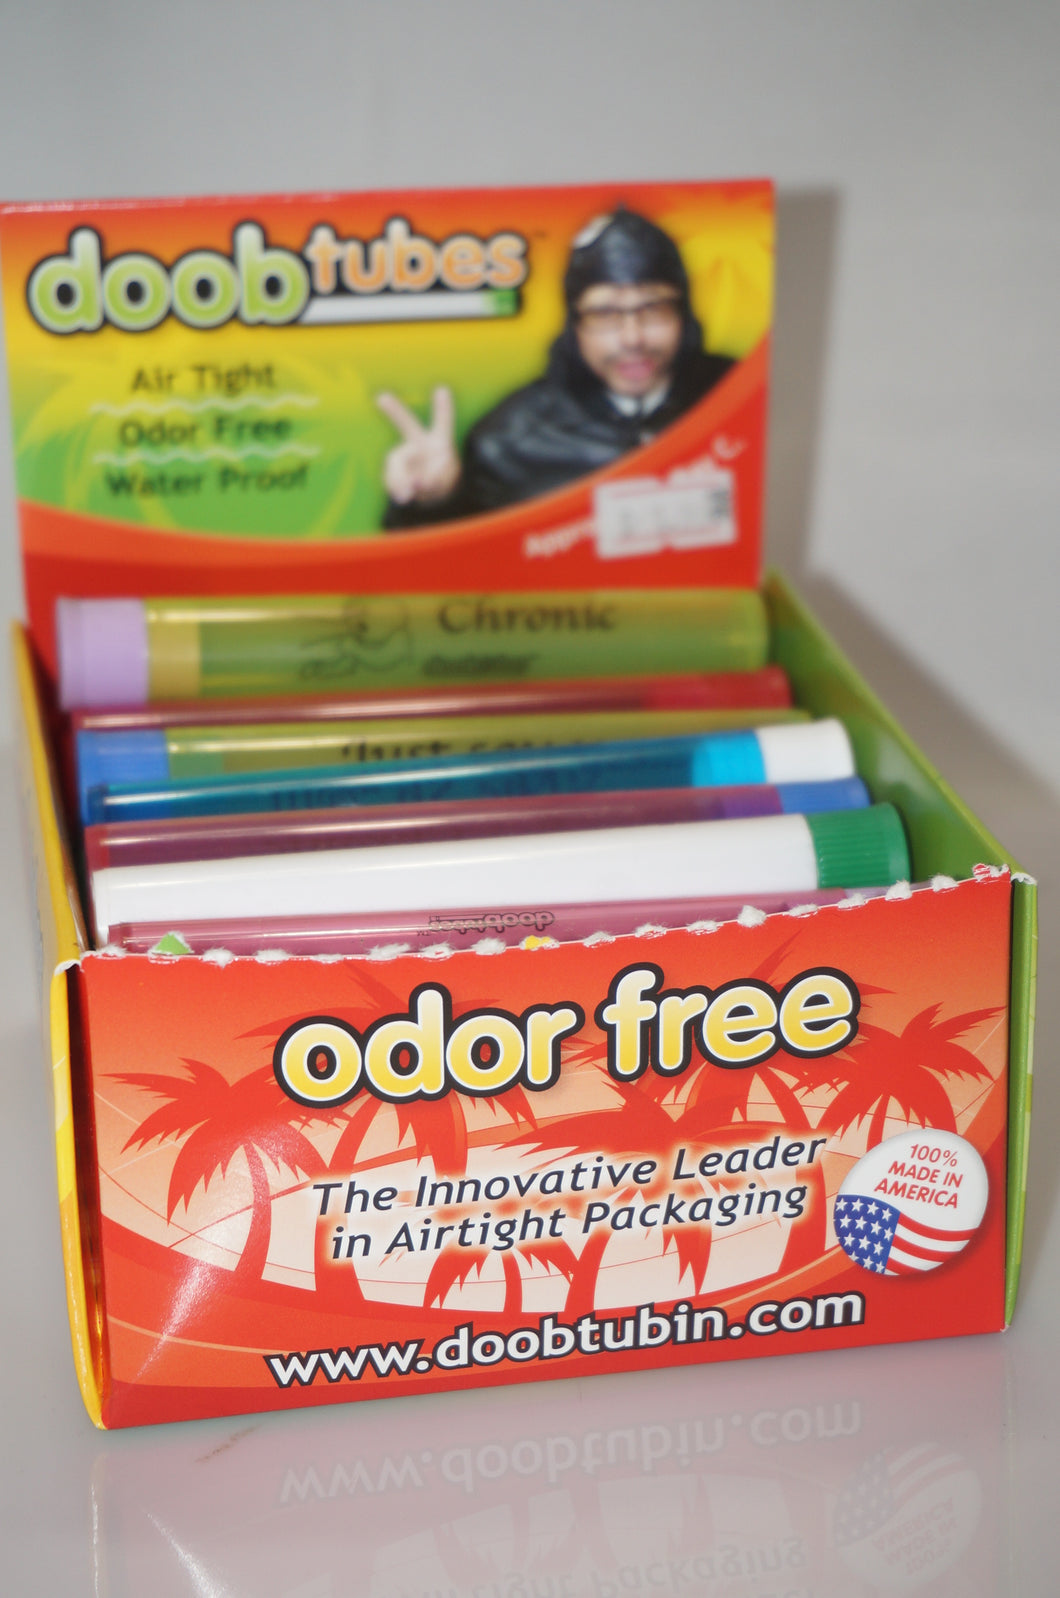 doobtubes™
Air Tight
Odor Free
Water Proof
Chronic
doobtubes
odor free
The Innovative Leader
in Airtight Packaging
100%
MADE IN
AMERICA
www.doobtubin.com